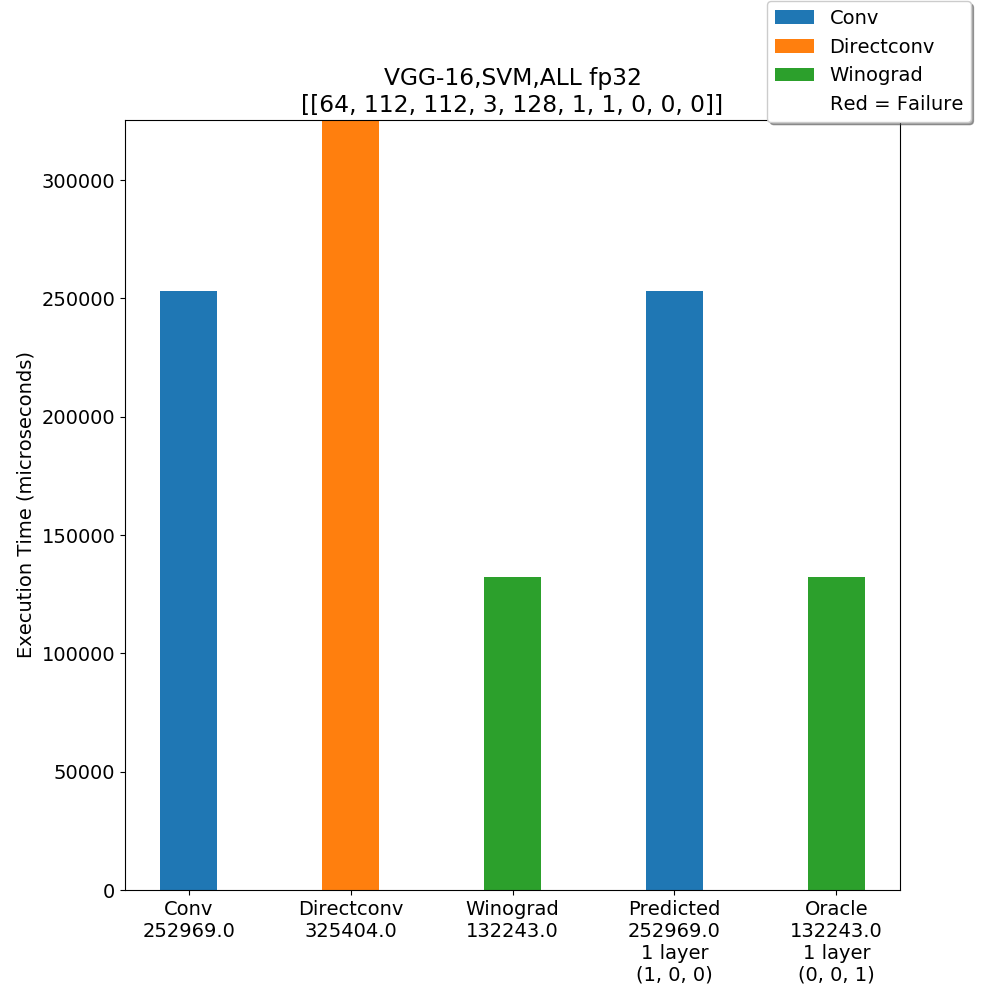 Conv
Directconv
Winograd
Red = Failure
VGG-16,SVM,ALL fp32
[[64, 112, 112, 3, 128, 1, 1, 0, 0, 0]]
Execution Time (microseconds)
300000
250000
200000
150000
100000
50000
0
Conv
252969.0
Directconv
325404.0
Winograd
132243.0
Predicted
252969.0
1 layer
(1, 0, 0)
Oracle
132243.0
1 layer
(0, 0, 1)